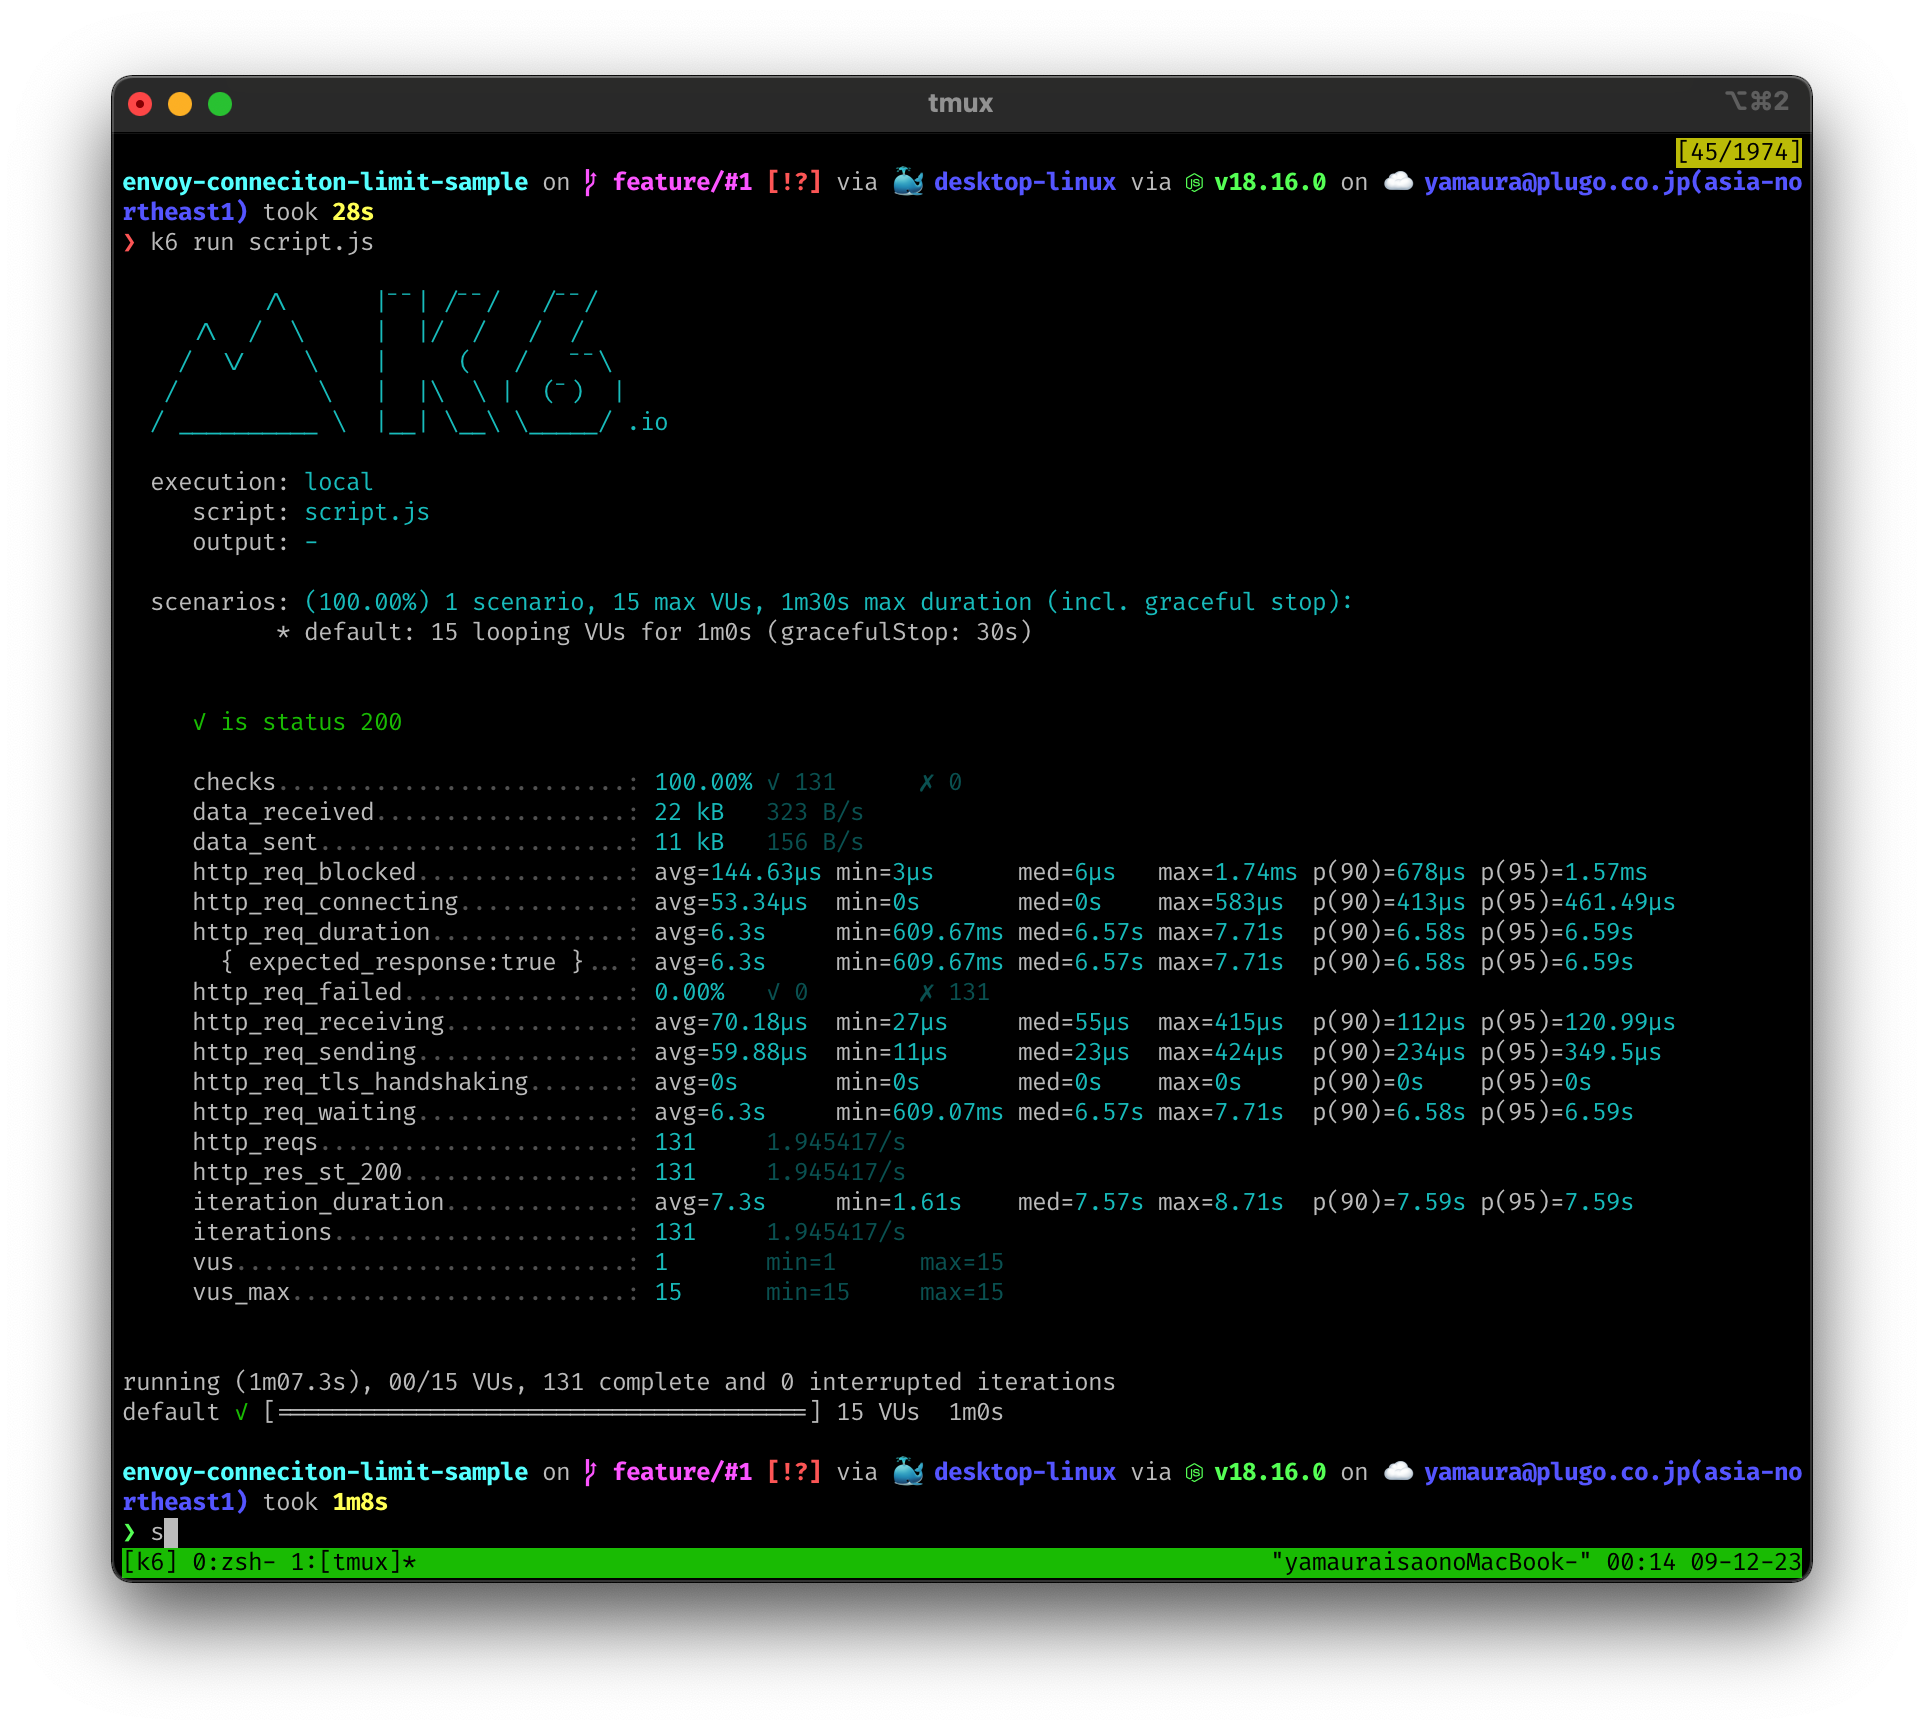 tmux
⌥⌘2
[45/1974]
envoy-conneciton-limit-sample on feature/#1 [!?] via 🐳 desktop-linux via v18.16.0 on ☁️ yamaura@plugo.co.jp(asia-no
rtheast1) took 28s
❯ k6 run script.js
          /\      |‾‾| /‾‾/   /‾‾/
     /\  /  \     |  |/  /   /  /
    /  \/    \    |     (   /   ‾‾\
   /          \   |  |\  \ |  (‾)  |
  / __________ \  |__| \__\ \_____/ .io
execution: local
script: script.js
output: -
scenarios: (100.00%) 1 scenario, 15 max VUs, 1m30s max duration (incl. graceful stop):
* default: 15 looping VUs for 1m0s (gracefulStop: 30s)
✓ is status 200
checks.........................: 100.00% ✓ 131 ✗ 0
data_received..................: 22 kB 323 B/s
data_sent......................: 11 kB 156 B/s
http_req_blocked...............: avg=144.63µs min=3µs med=6µs max=1.74ms p(90)=678µs p(95)=1.57ms
http_req_connecting............: avg=53.34µs min=0s med=0s max=583µs p(90)=413µs p(95)=461.49µs
http_req_duration..............: avg=6.3s min=609.67ms med=6.57s max=7.71s p(90)=6.58s p(95)=6.59s
{ expected_response:true }...: avg=6.3s min=609.67ms med=6.57s max=7.71s p(90)=6.58s p(95)=6.59s
http_req_failed................: 0.00% ✓ 0 ✗ 131
http_req_receiving.............: avg=70.18µs min=27µs med=55µs max=415µs p(90)=112µs p(95)=120.99µs
http_req_sending...............: avg=59.88µs min=11µs med=23µs max=424µs p(90)=234µs p(95)=349.5µs
http_req_tls_handshaking.......: avg=0s min=0s med=0s max=0s p(90)=0s p(95)=0s
http_req_waiting...............: avg=6.3s min=609.07ms med=6.57s max=7.71s p(90)=6.58s p(95)=6.59s
http_reqs......................: 131 1.945417/s
http_res_st_200................: 131 1.945417/s
iteration_duration.............: avg=7.3s min=1.61s med=7.57s max=8.71s p(90)=7.59s p(95)=7.59s
iterations.....................: 131 1.945417/s
vus............................: 1 min=1 max=15
vus_max........................: 15 min=15 max=15
running (1m07.3s), 00/15 VUs, 131 complete and 0 interrupted iterations
default ✓ [======================================] 15 VUs 1m0s
envoy-conneciton-limit-sample on feature/#1 [!?] via 🐳 desktop-linux via v18.16.0 on ☁️ yamaura@plugo.co.jp(asia-no
rtheast1) took 1m8s
❯ s
[k6] 0:zsh- 1:[tmux]* "yamauraisaonoMacBook-" 00:14 09-12-23